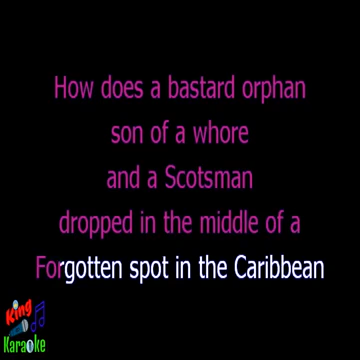 How does a bastard orphan
son of a whore
and a Scotsman
dropped in the middle of a
Forgotten spot in the Caribbean
King
Karaoke